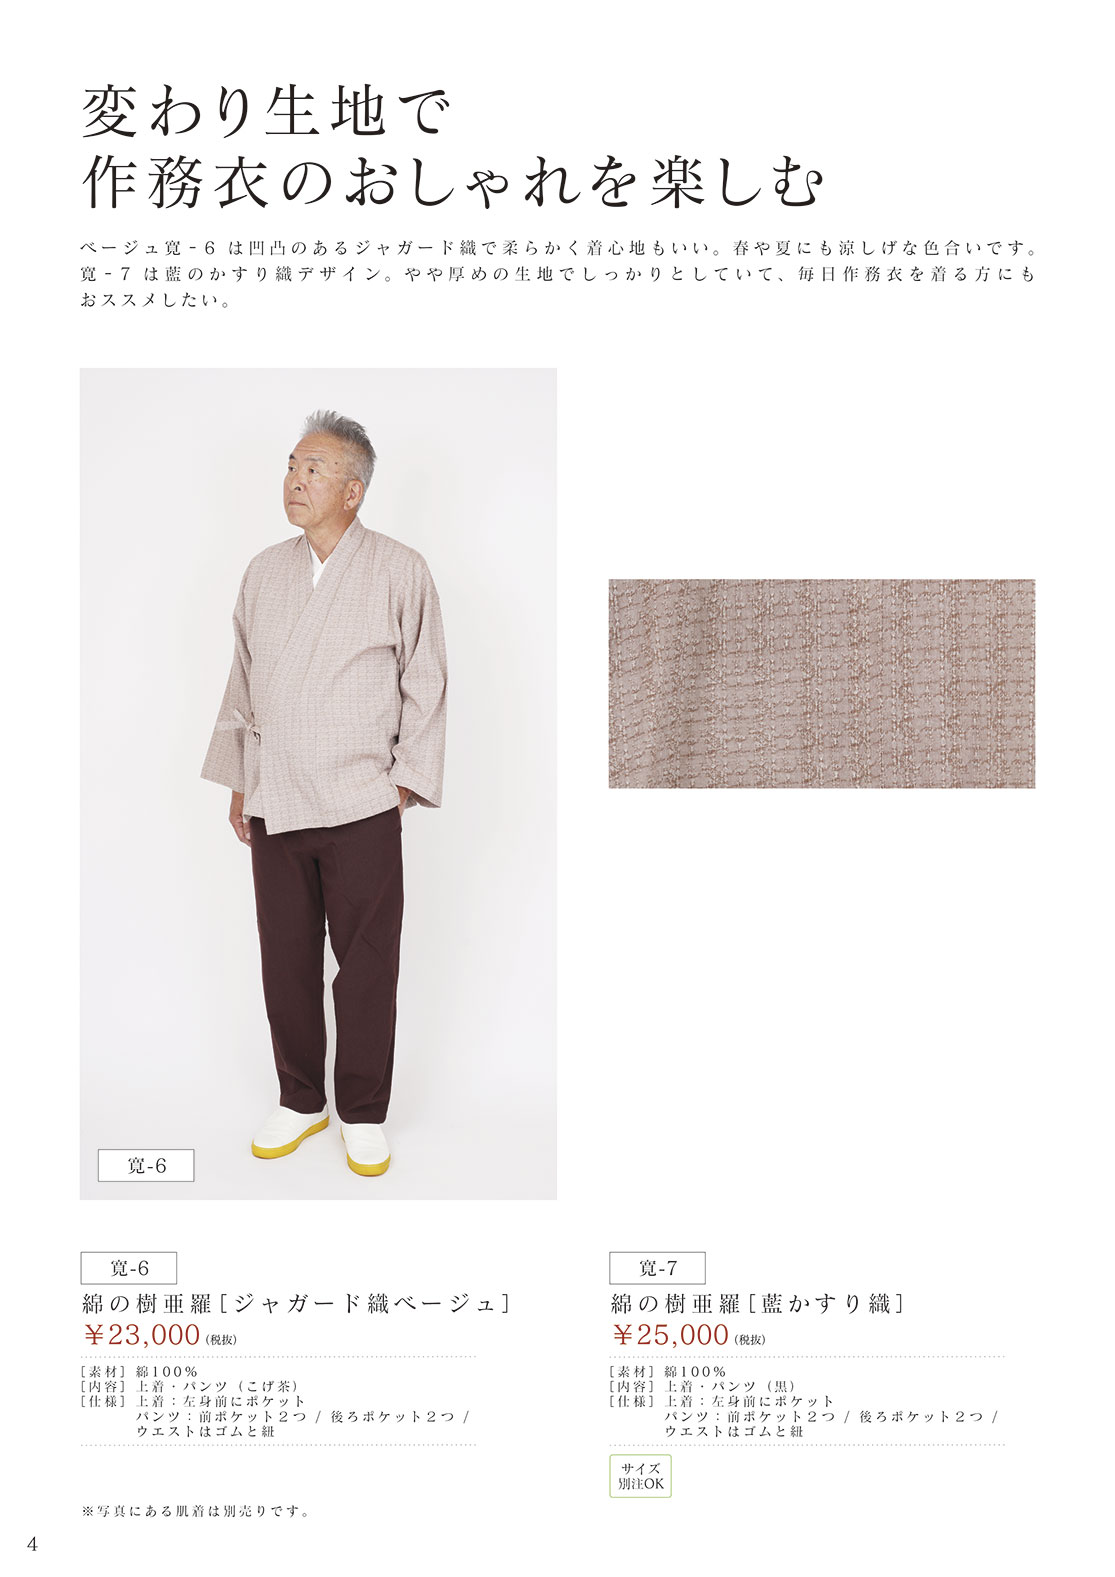 変わり生地で
作務衣のおしゃれを楽しむ
ベージュ寛-6 は凹凸のあるジャガード織で柔らかく着心地もいい。春や夏にも涼しげな色合いです。
寛-7 は藍のかすり織デザイン。やや厚めの生地でしっかりとしていて、毎日作務衣を着る方にも
おススメしたい。
寛-6
寛-6
綿の樹亜羅［ジャガード織ベージュ］
￥23,000（税抜）
［素材］綿100％
［内容］上着・パンツ（こげ茶）
［仕様］上着：左身前にポケット
パンツ：前ポケット２つ / 後ろポケット２つ /
ウエストはゴムと紐
寛-7
綿の樹亜羅［藍かすり織］
￥25,000（税抜）
［素材］綿100％
［内容］上着・パンツ（黒）
［仕様］上着：左身前にポケット
パンツ：前ポケット２つ / 後ろポケット２つ /
ウエストはゴムと紐
サイズ
別注OK
※写真にある肌着は別売りです。
4